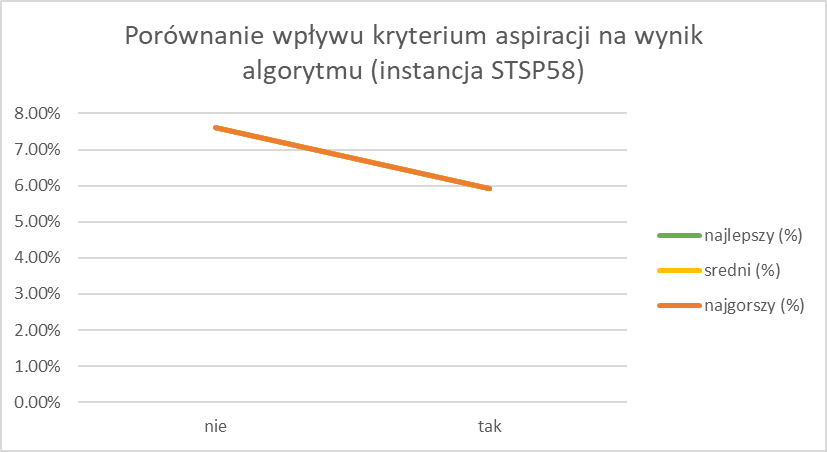 Porównanie wpływu kryterium aspiracji na wynik
algorytmu (instancja STSP58)
8.00%
7.00%
6.00%
5.00%
4.00%
3.00%
2.00%
1.00%
0.00%
nie
tak
najlepszy (%)
sredni (%)
najgorszy (%)